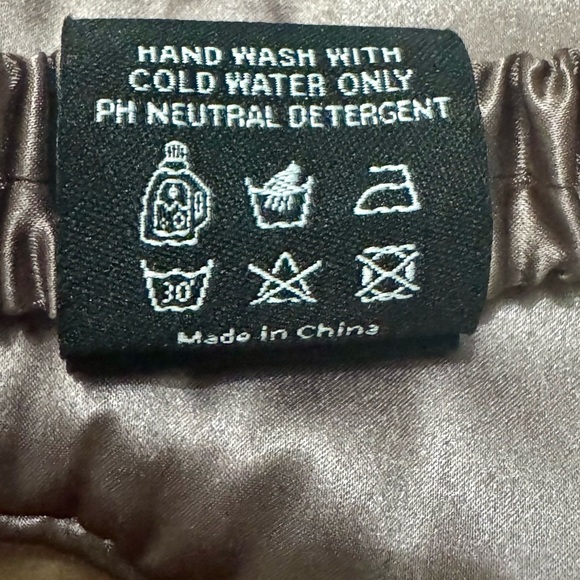 HAND WASH WITH
COLD WATER ONLY
PH NEUTRAL DETERGENT
30°
Made in China